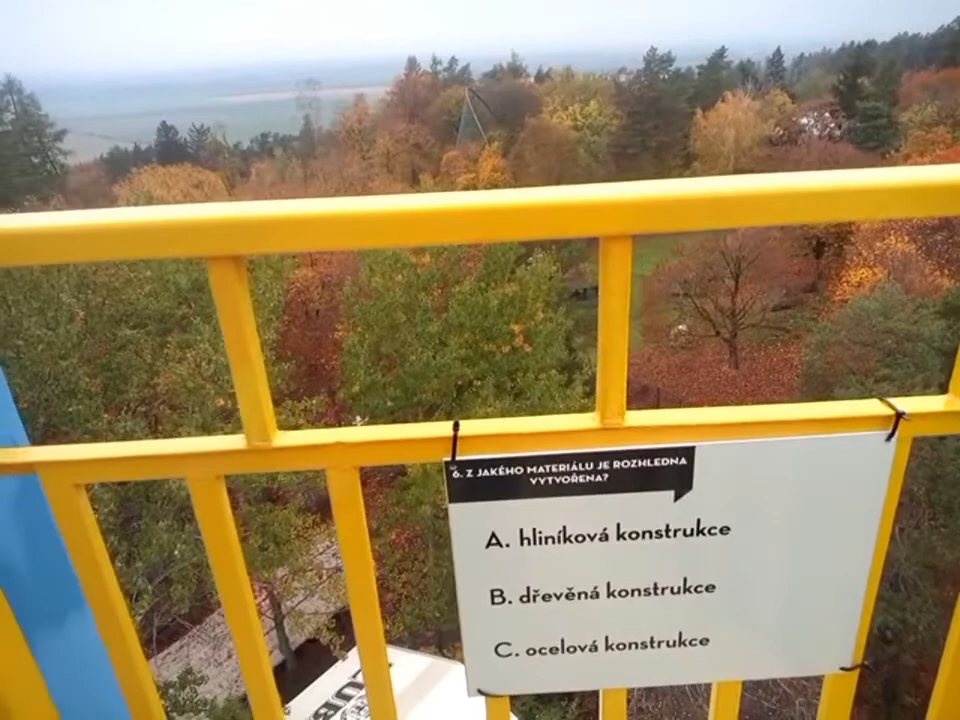 6. Z JAKÉHO MATERIÁLU JE ROZHLEDNA
VYTVOŘENA?
A. hliníková konstrukce
B. dřevěná konstrukce
C. ocelová konstrukce